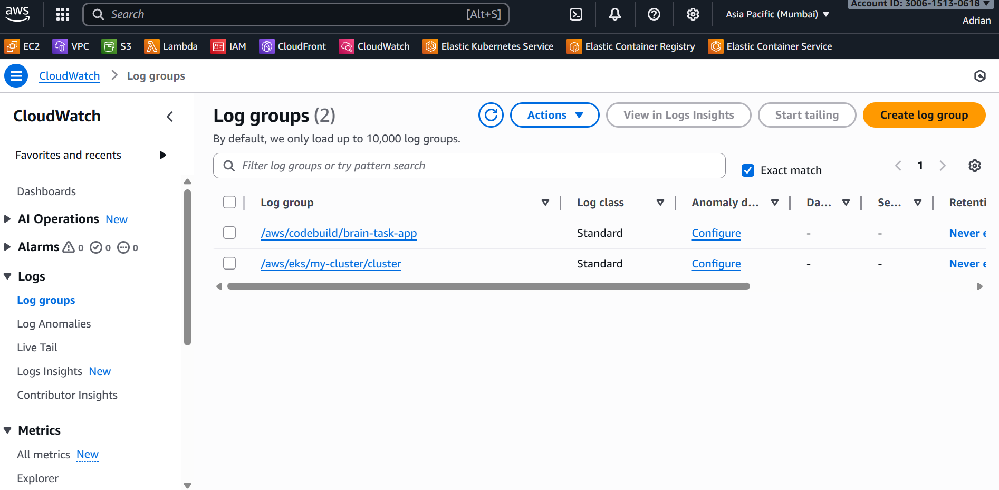 aws
Search
[Alt+S]
Asia Pacific (Mumbai)
Account ID: 3006-1513-0618
Adrian
EC2
VPC
S3
Lambda
IAM
CloudFront
CloudWatch
Elastic Kubernetes Service
Elastic Container Registry
Elastic Container Service
CloudWatch
Log groups
CloudWatch
Favorites and recents
Dashboards
AI Operations New
Alarms 0 0 0
Logs
Log groups
Log Anomalies
Live Tail
Logs Insights New
Contributor Insights
Metrics
All metrics New
Explorer
Log groups (2)
Actions
View in Logs Insights
Start tailing
Create log group
By default, we only load up to 10,000 log groups.
Filter log groups or try pattern search
Exact match
1
Log group
Log class
Anomaly d...
Da...
Se...
Retenti
/aws/codebuild/brain-task-app
Standard
Configure
-
-
Never e
/aws/eks/my-cluster/cluster
Standard
Configure
-
-
Never e